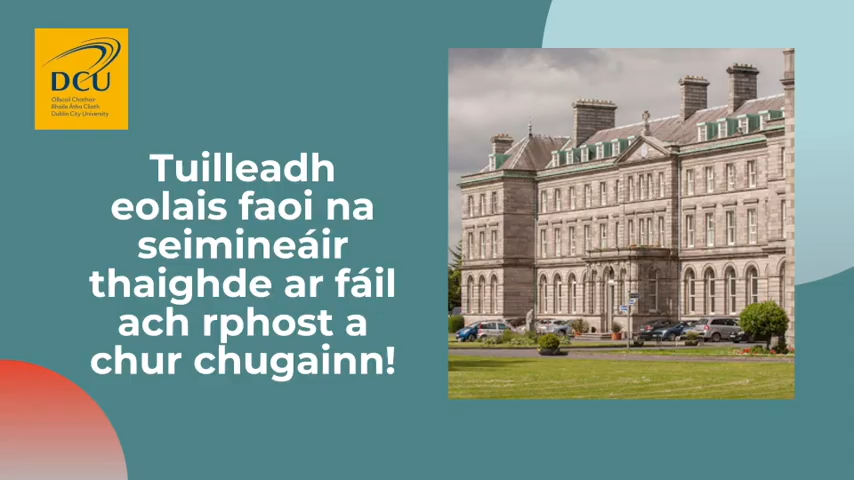 DCU
Ollscoil Chathair
Bhaile Átha Cliath
Dublin City University
Tuilleadh
eolais faoi na
seimineáir
thaighde ar fáil
ach rphost a
chur chugainn!